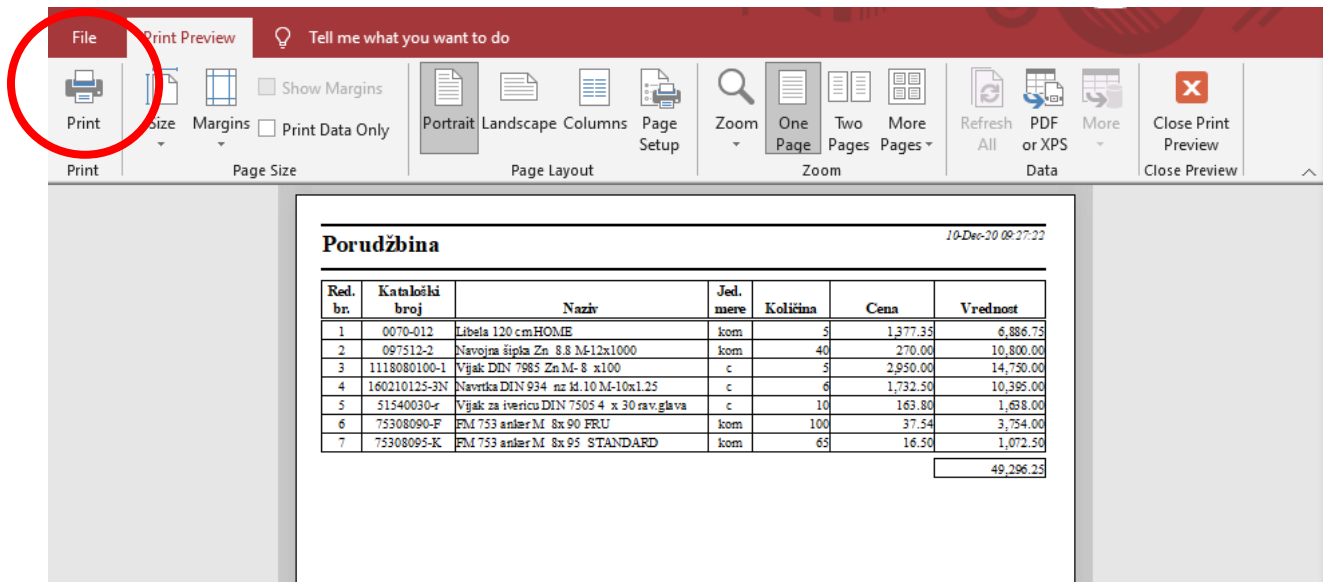 File Print Preview Tell me what you want to do
Print Size Margins Show Margins Print Data Only Portrait Landscape Columns Page Setup Zoom One Page Two Pages More Pages Refresh All PDF or XPS More Close Print Preview
Print Page Size Page Layout Zoom Data Close Preview
Porudžbina 10-Dec-20 09:27:22
Red. br. Kataloški broj Naziv Jed. mere Količina Cena Vrednost
1 0070-012 Libela 120 cm HOME kom 5 1,377.35 6,886.75
2 097512-2 Navojna šipka Zn 8.8 M-12x1000 kom 40 270.00 10,800.00
3 1118080100-1 Vijak DIN 7985 Zn M- 8 x100 c 5 2,950.00 14,750.00
4 160210125-3N Navrtka DIN 934 nz kl.10 M-10x1.25 c 6 1,732.50 10,395.00
5 51540030-r Vijak za ivericu DIN 7505 4 x 30 rav.glava c 10 163.80 1,638.00
6 75308090-F FM 753 anker M 8x 90 FRU kom 100 37.54 3,754.00
7 75308095-K FM 753 anker M 8x 95 STANDARD kom 65 16.50 1,072.50
49,296.25